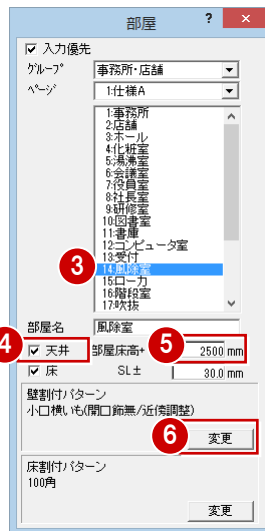 部屋 ? ×
入力優先
グループ 事務所・店舗
ページ 1:仕様A
1:事務所
2:店舗
3:ホール
4:化粧室
5:湯沸室
6:会議室
7:役員室
8:社長室
9:研修室
10:図書室
11:書庫
12:コンピュータ室
13:受付
3
14:風除室
15:ローカ
16:階段室
17:吹抜
部屋名 風除室
4 天井 部屋床高+ 5 2500 mm
床 SL± 30.0 mm
壁割付パターン
小口横いも(開口飾無/近傍調整)
6 変更
床割付パターン
100角
変更